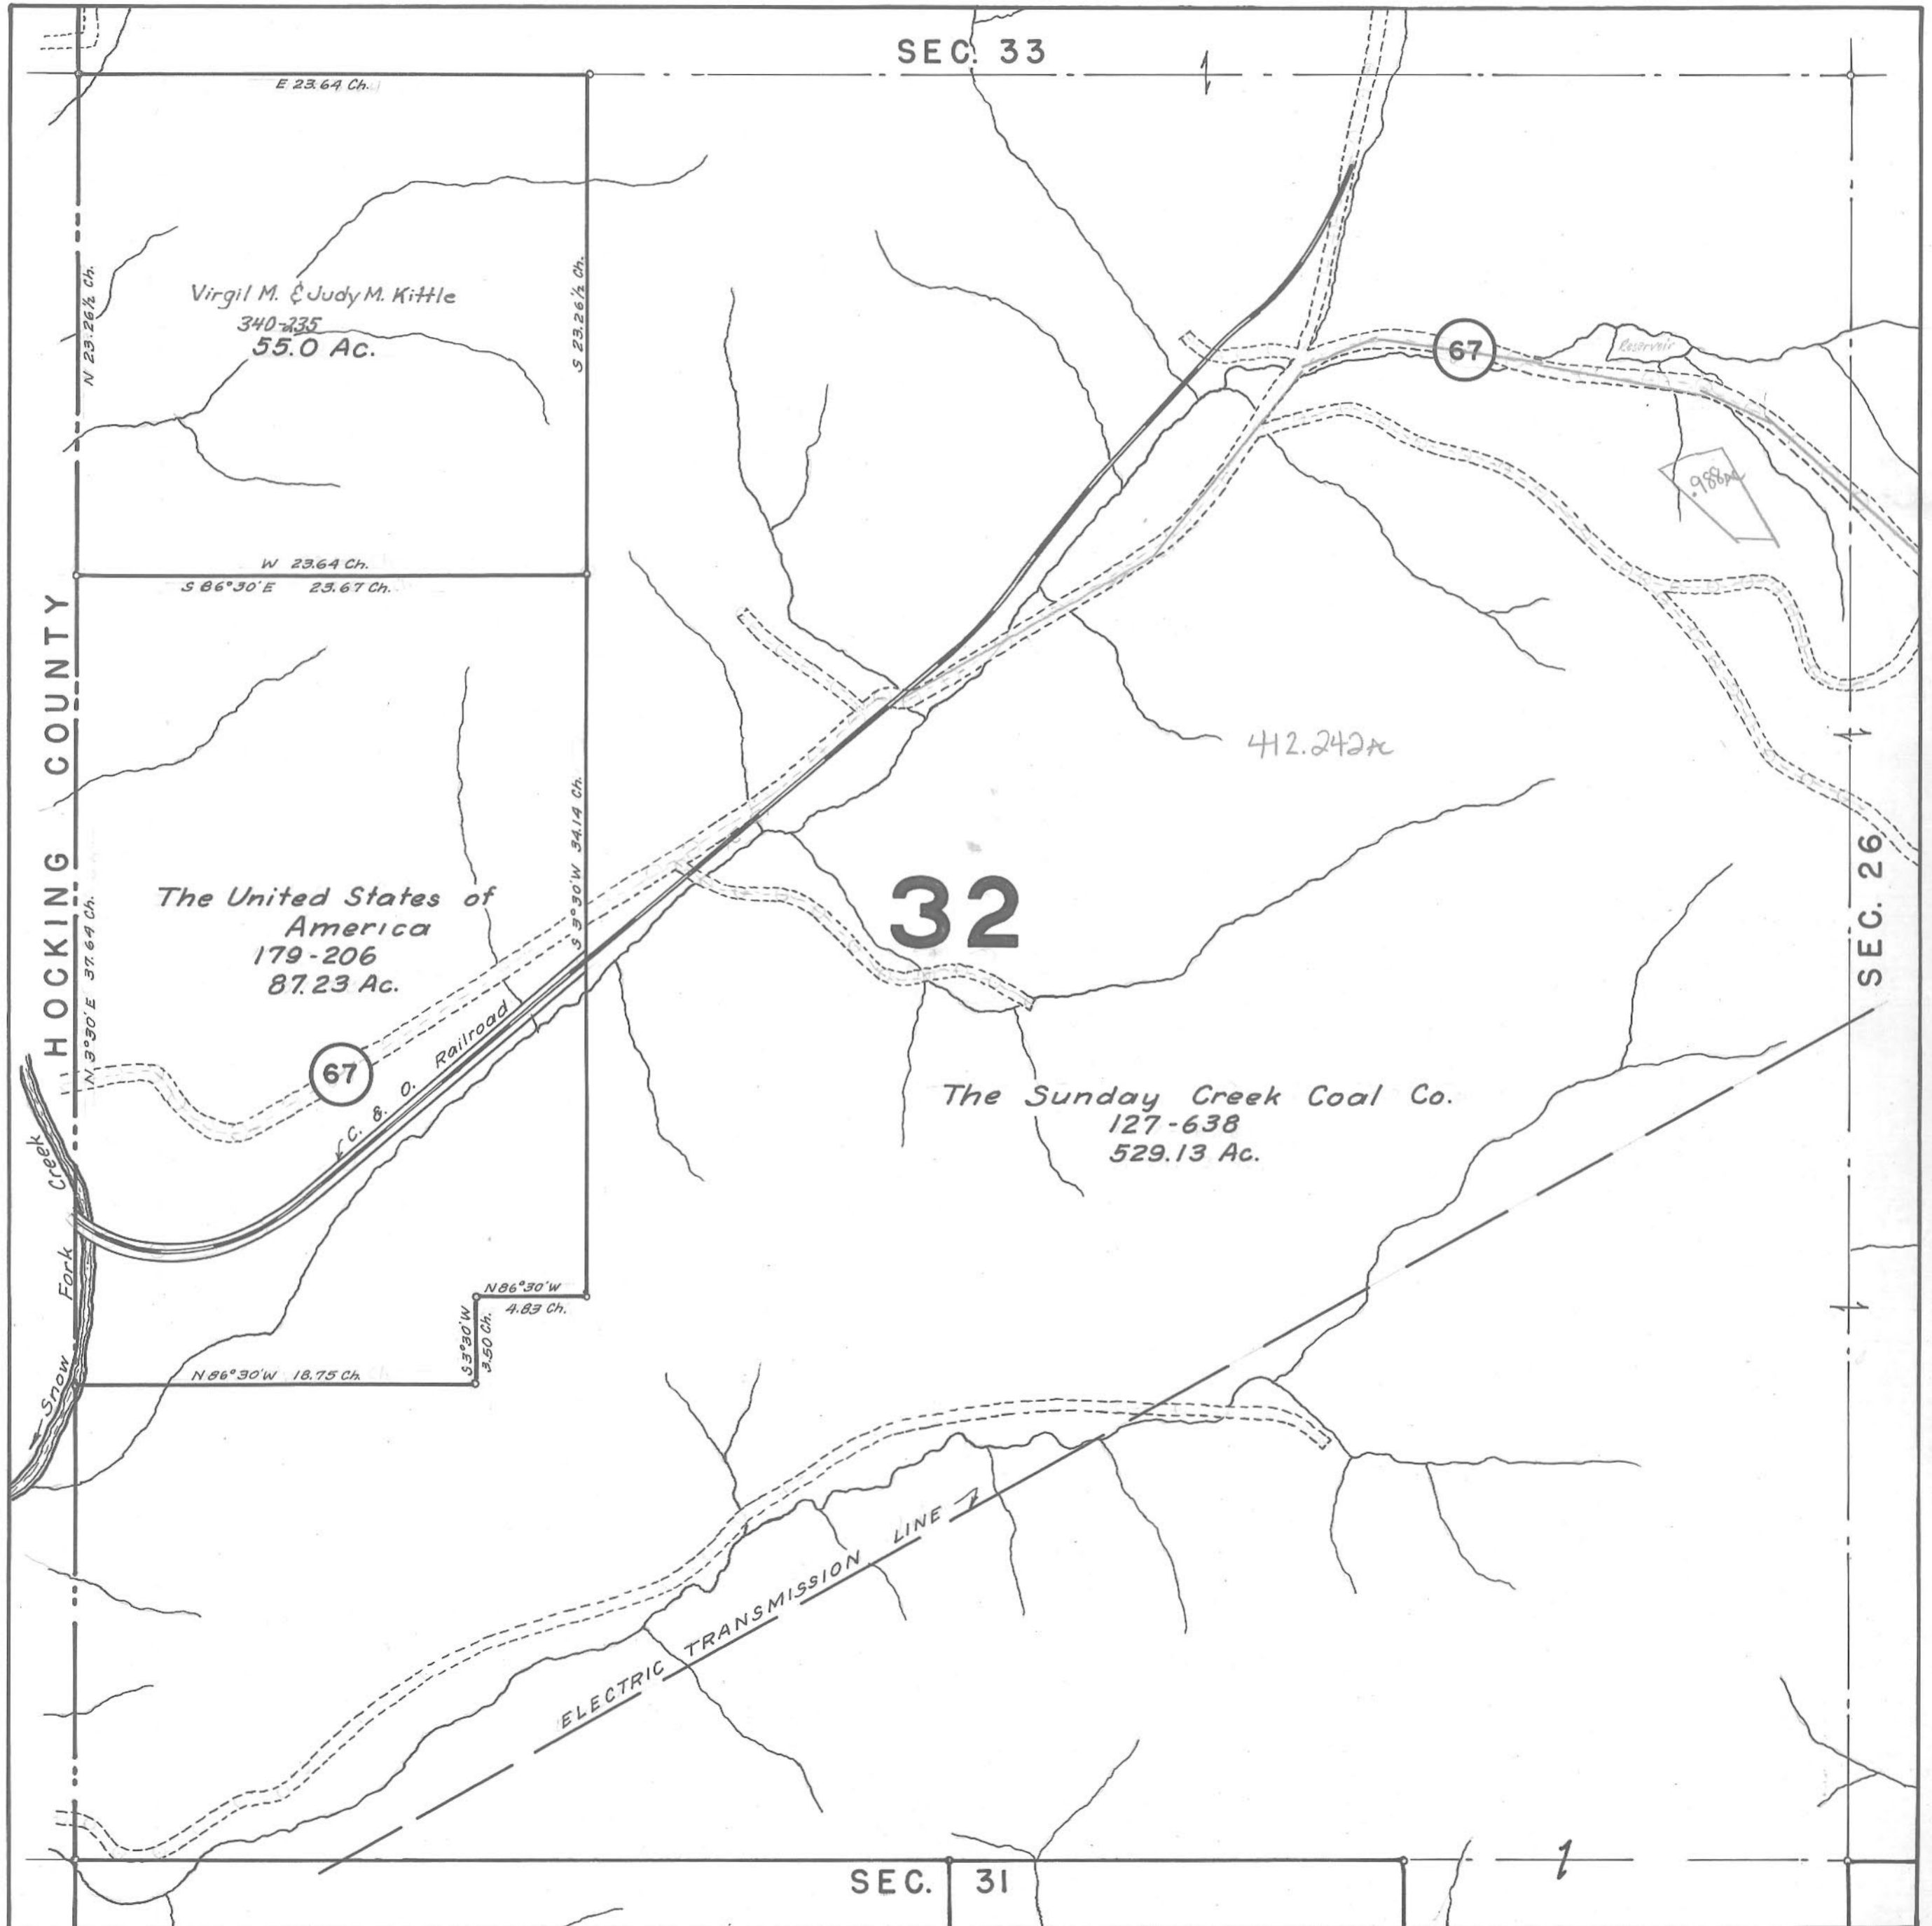 SEC. 33
E 23.64 Ch.
N 23.26½ Ch.
S 23.26½ Ch.
Virgil M. & Judy M. Kittle
340-235
55.0 Ac.
67
Reservoir
.988Ac
W 23.64 Ch.
S 86°30'E 23.67 Ch.
HOCKING COUNTY
412.242Ac
S 3°30'W 34.14 Ch.
N 3°30'E 37.64 Ch.
The United States of
America
179-206
87.23 Ac.
32
SEC. 26
67
C. & O. Railroad
The Sunday Creek Coal Co.
127-638
529.13 Ac.
Snow Fork Creek
N 86°30'W
4.83 Ch.
S 3°30'W
3.50 Ch.
N 86°30'W 18.75 Ch.
ELECTRIC TRANSMISSION LINE
SEC. 31